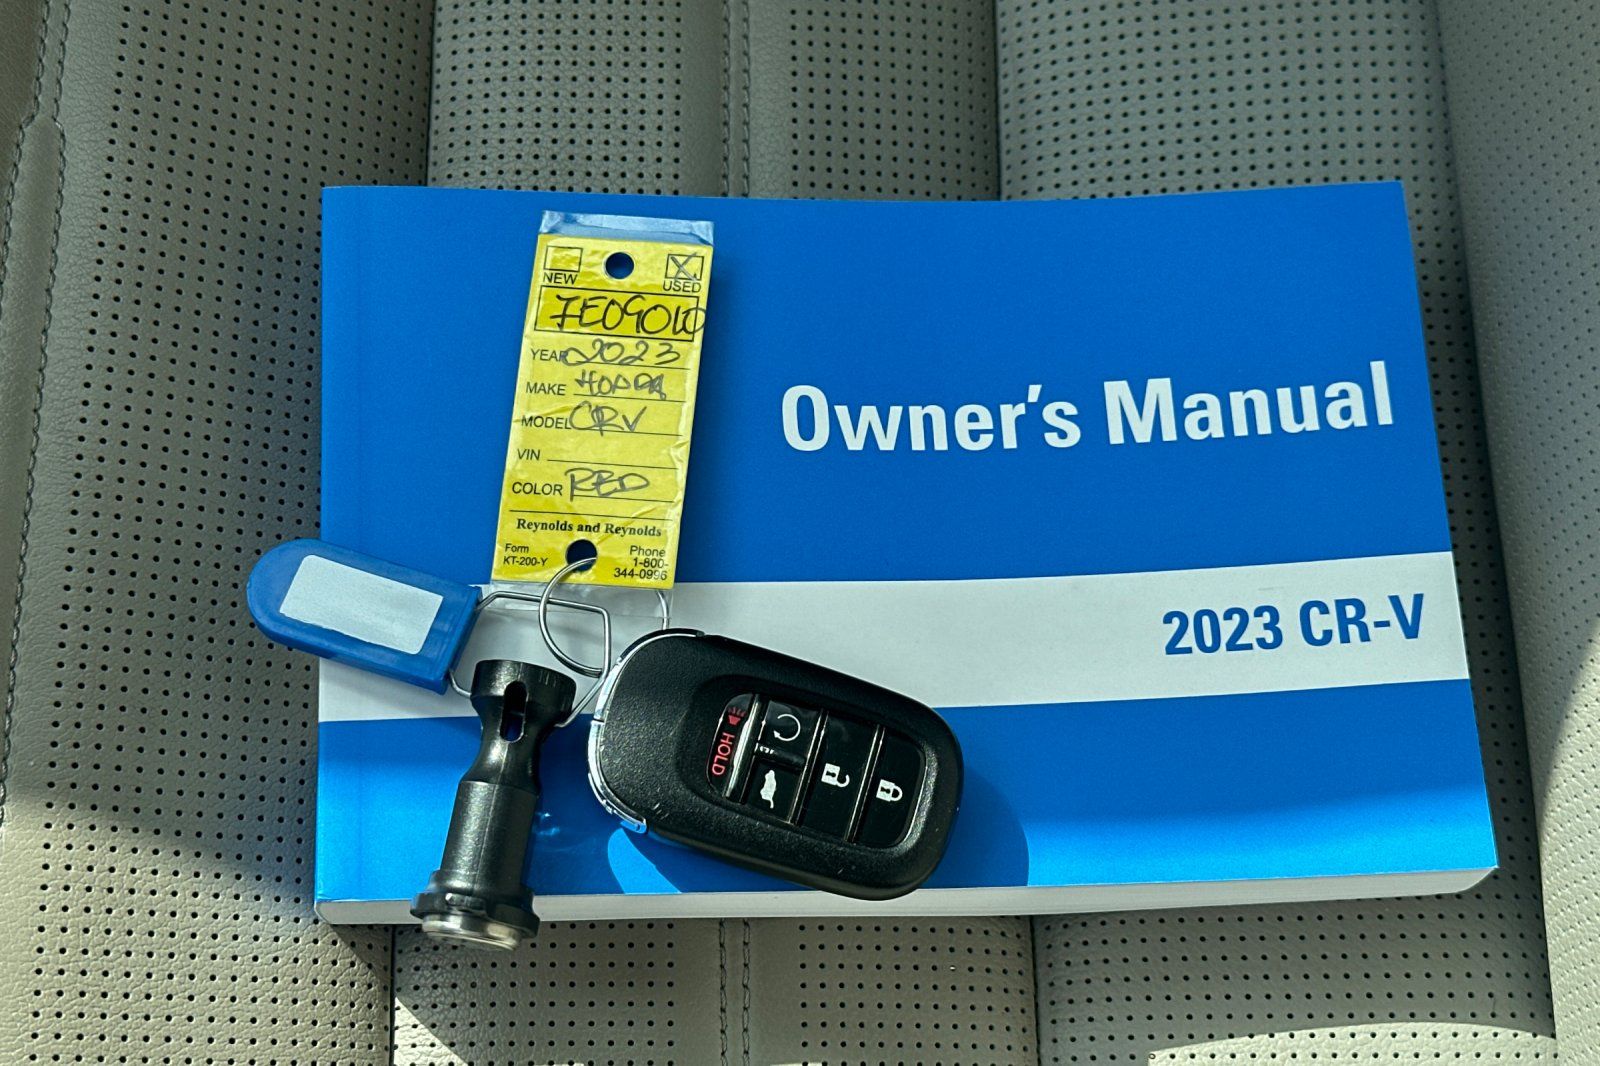 NEW
USED
7E09010
YEAR 2023
MAKE HONDA
MODEL CRV
VIN
COLOR RED
Reynolds and Reynolds
Form
KT-200-Y
Phone
1-800-
344-0996
Owner's Manual
2023 CR-V
HOLD